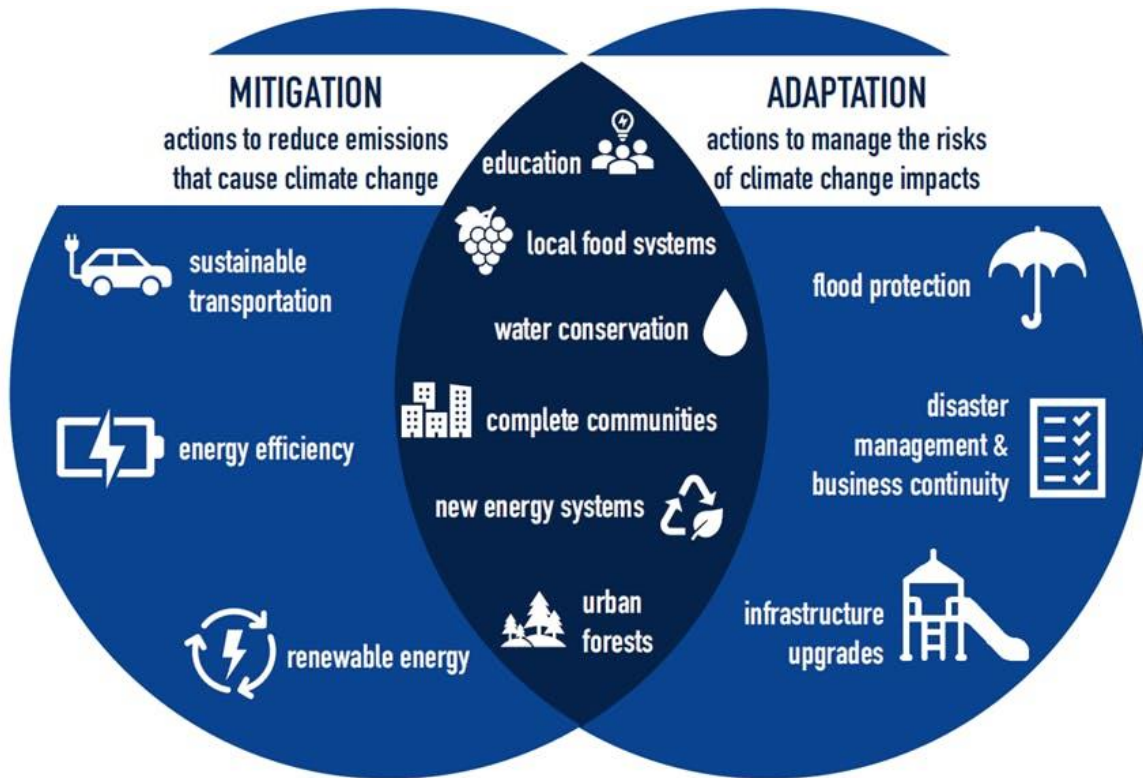 MITIGATION
actions to reduce emissions
that cause climate change
sustainable
transportation
energy efficiency
renewable energy
education
local food systems
water conservation
complete communities
new energy systems
urban
forests
ADAPTATION
actions to manage the risks
of climate change impacts
flood protection
disaster
management &
business continuity
infrastructure
upgrades